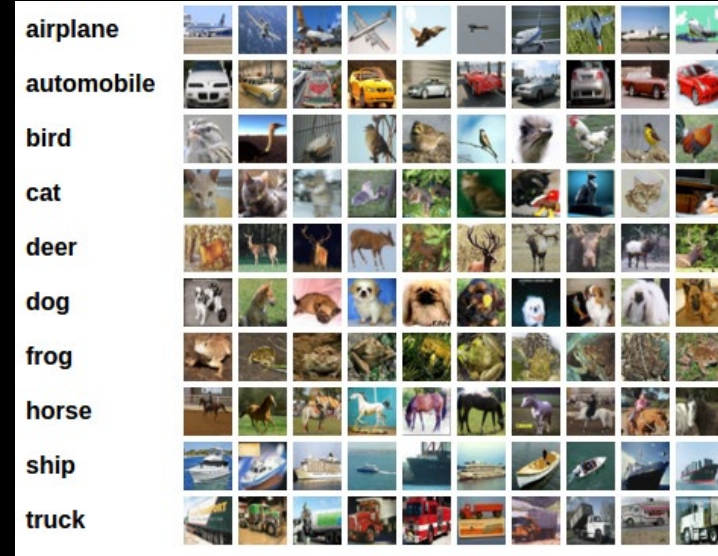 airplane
automobile
bird
cat
deer
dog
frog
horse
ship
truck